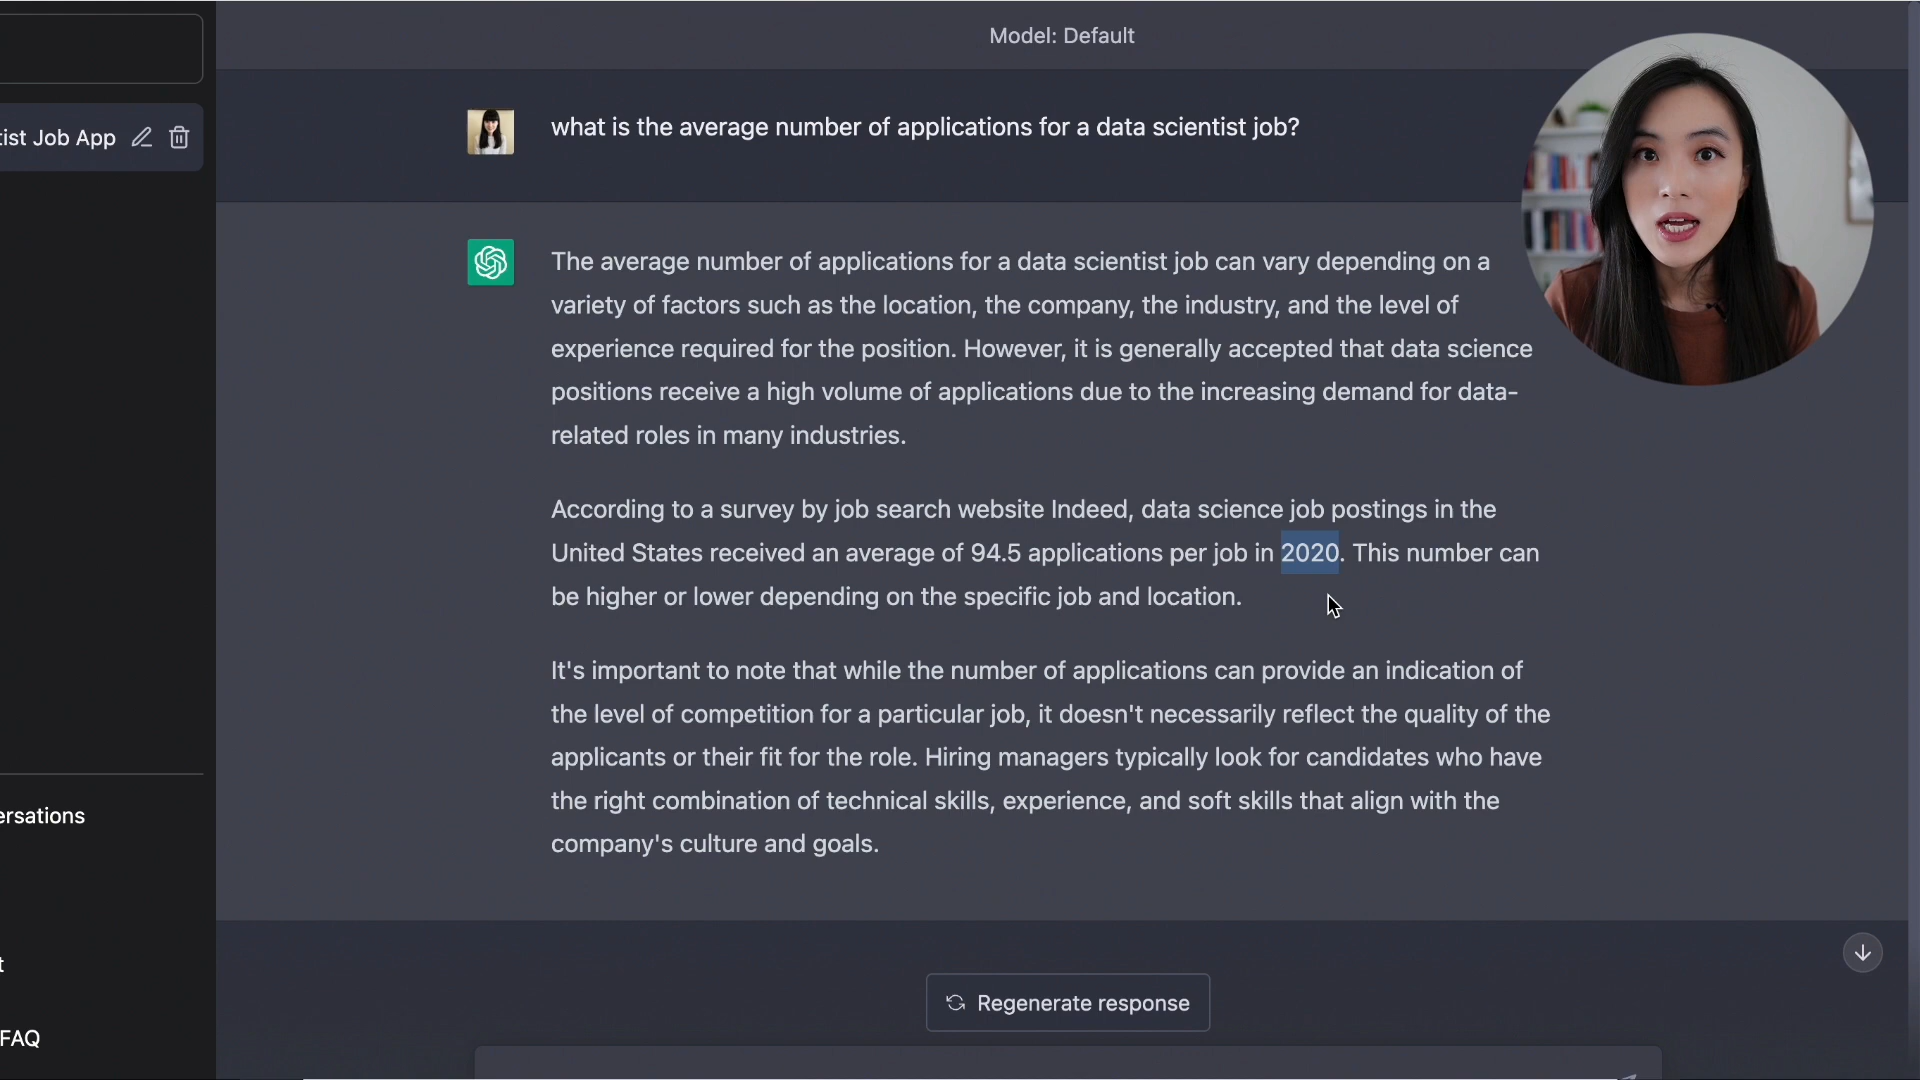 Model: Default
tist Job App
what is the average number of applications for a data scientist job?
The average number of applications for a data scientist job can vary depending on a
variety of factors such as the location, the company, the industry, and the level of
experience required for the position. However, it is generally accepted that data science
positions receive a high volume of applications due to the increasing demand for data-
related roles in many industries.
According to a survey by job search website Indeed, data science job postings in the
United States received an average of 94.5 applications per job in 2020. This number can
be higher or lower depending on the specific job and location.
It's important to note that while the number of applications can provide an indication of
the level of competition for a particular job, it doesn't necessarily reflect the quality of the
applicants or their fit for the role. Hiring managers typically look for candidates who have
the right combination of technical skills, experience, and soft skills that align with the
company's culture and goals.
ersations
t
FAQ
Regenerate response